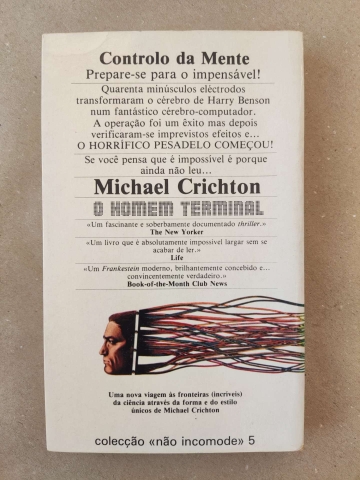 Controlo da Mente
Prepare-se para o impensável!
Quarenta minúsculos eléctrodos
transformaram o cérebro de Harry Benson
num fantástico cérebro-computador.
A operação foi um êxito mas depois
verificaram-se imprevistos efeitos e...
O HORRÍFICO PESADELO COMEÇOU!
Se você pensa que é impossível é porque
ainda não leu...
Michael Crichton
O HOMEM TERMINAL
«Um fascinante e soberbamente documentado thriller.»
The New Yorker
«Um livro que é absolutamente impossível largar sem se
acabar de ler.»
Life
«Um Frankestein moderno, brilhantemente concebido e...
convincentemente verdadeiro.»
Book-of-the-Month Club News
Uma nova viagem às fronteiras (incríveis)
da ciência através da forma e do estilo
únicos de Michael Crichton
colecção «não incomode» 5